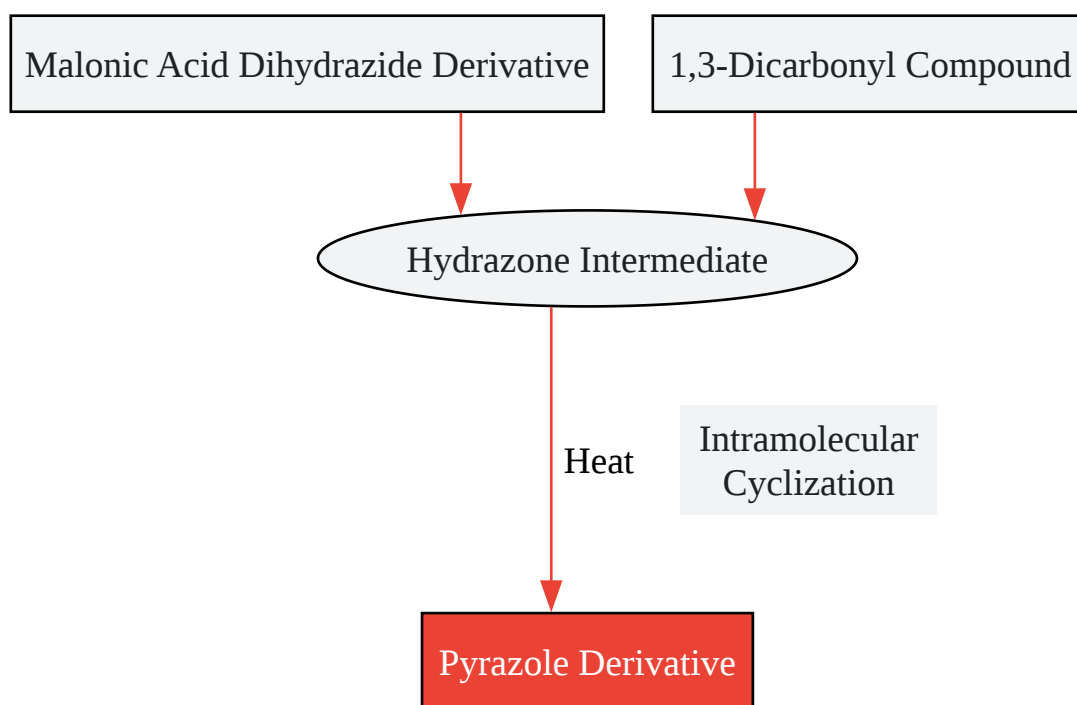 Malonic Acid Dihydrazide Derivative
1,3-Dicarbonyl Compound
Hydrazone Intermediate
Heat
Intramolecular
Cyclization
Pyrazole Derivative